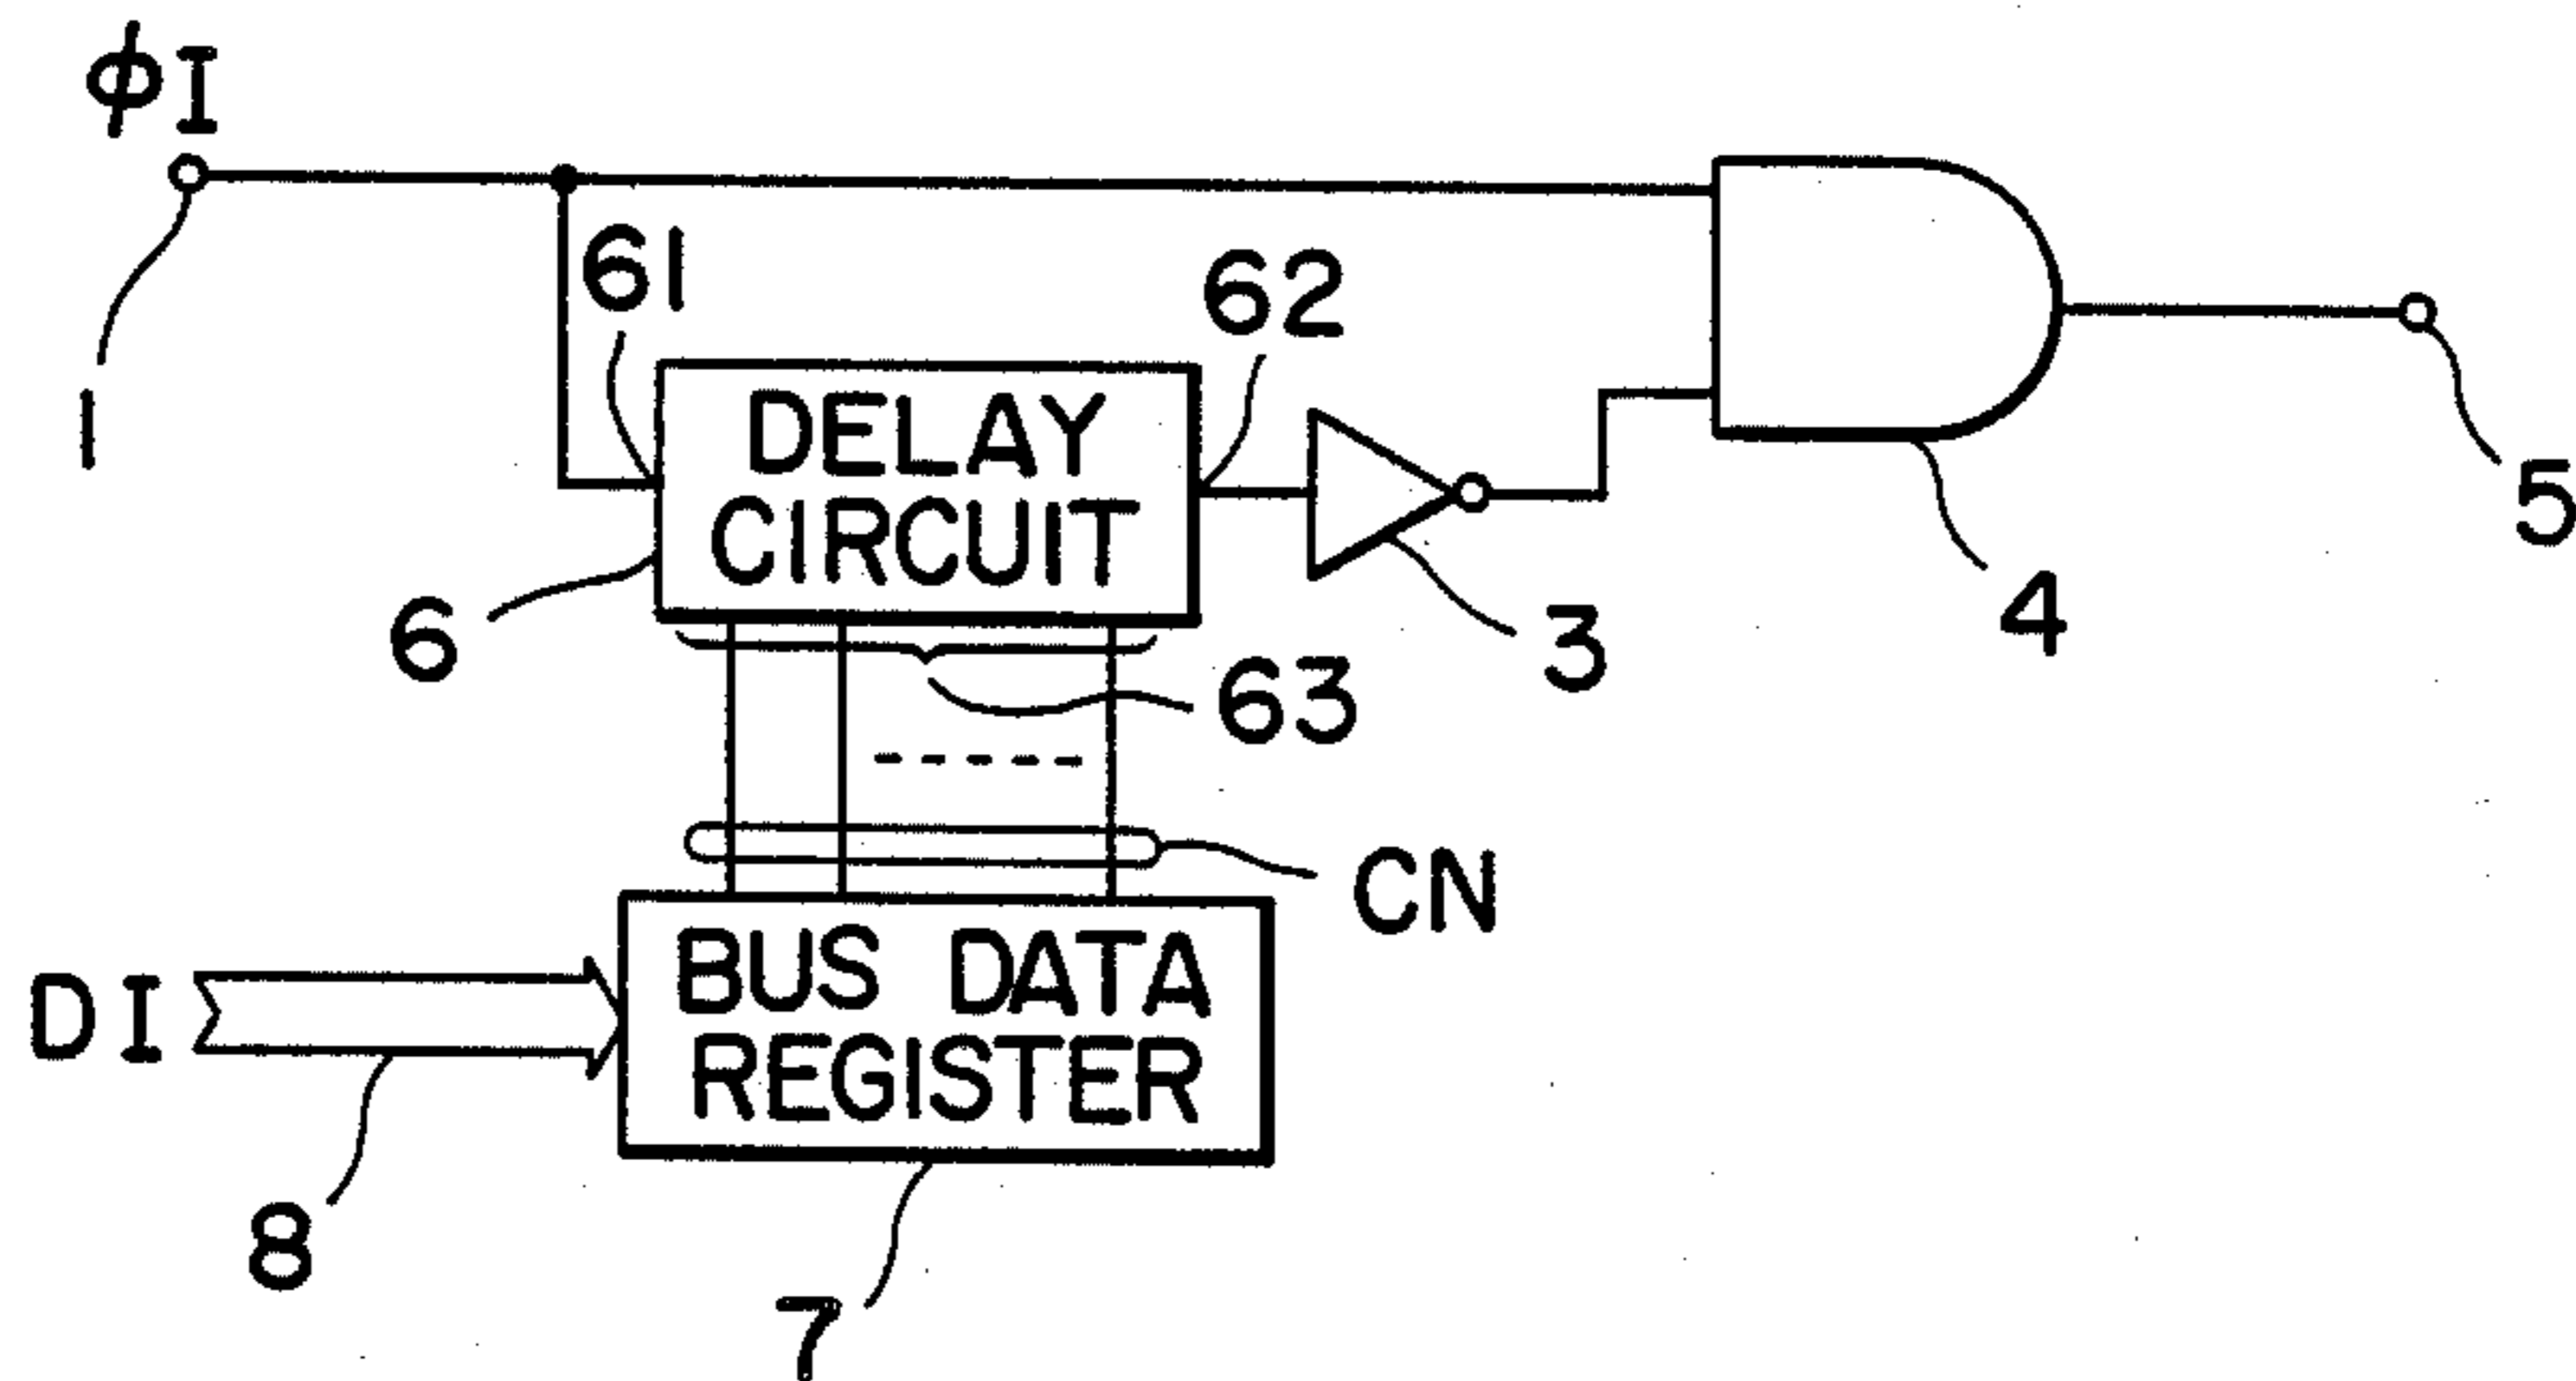 φI
61
62
1
DELAY
CIRCUIT
5
6
3
4
63
CN
BUS DATA
REGISTER
DI
8
7